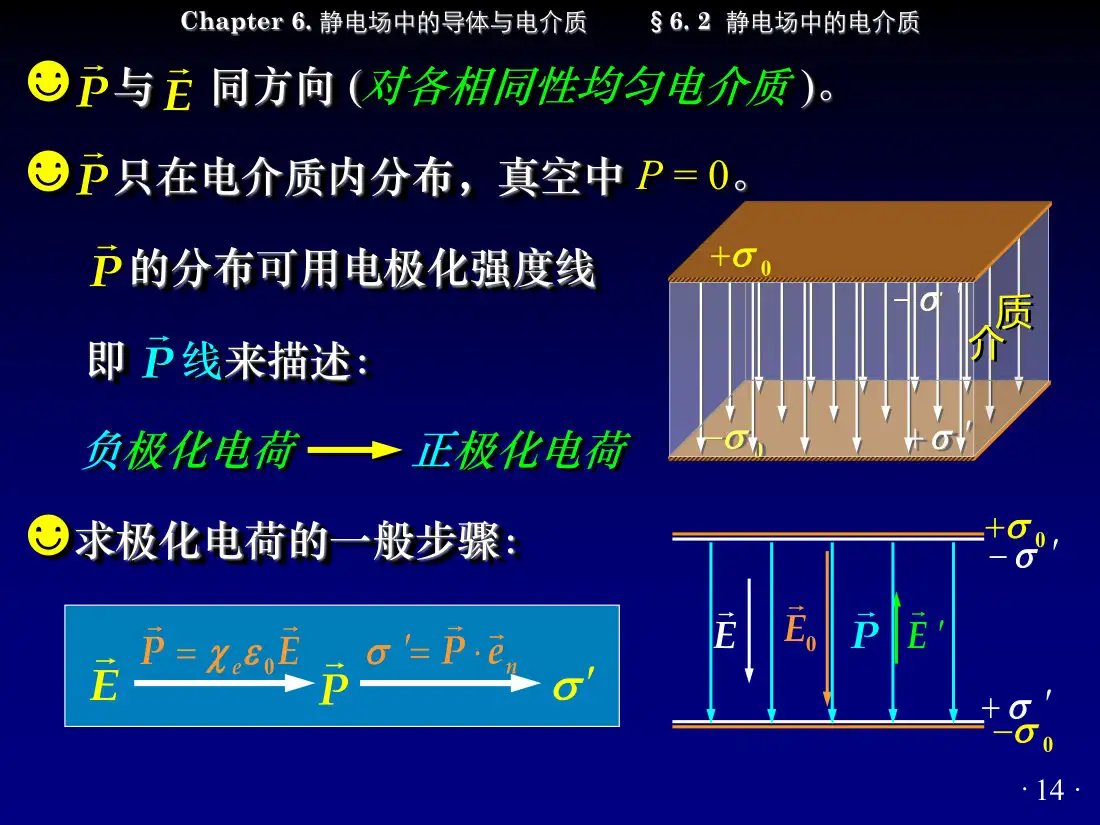 Chapter 6. 静电场中的导体与电介质 § 6. 2 静电场中的电介质
P⃗ 与 E⃗ 同方向 (对各相同性均匀电介质)。
P⃗ 只在电介质内分布，真空中 P = 0。
P⃗ 的分布可用电极化强度线
即 P⃗ 线来描述：
负极化电荷 → 正极化电荷
求极化电荷的一般步骤：
P⃗ = χₑε₀E⃗ σ′= P⃗ · e⃗ₙ
E⃗ → P⃗ → σ′
+σ₀
− σ ′
介质
−σ₀
+ σ ′
+σ₀
− σ ′
E⃗ E⃗₀ P⃗ E⃗ ′
+ σ ′
−σ₀
· 14 ·